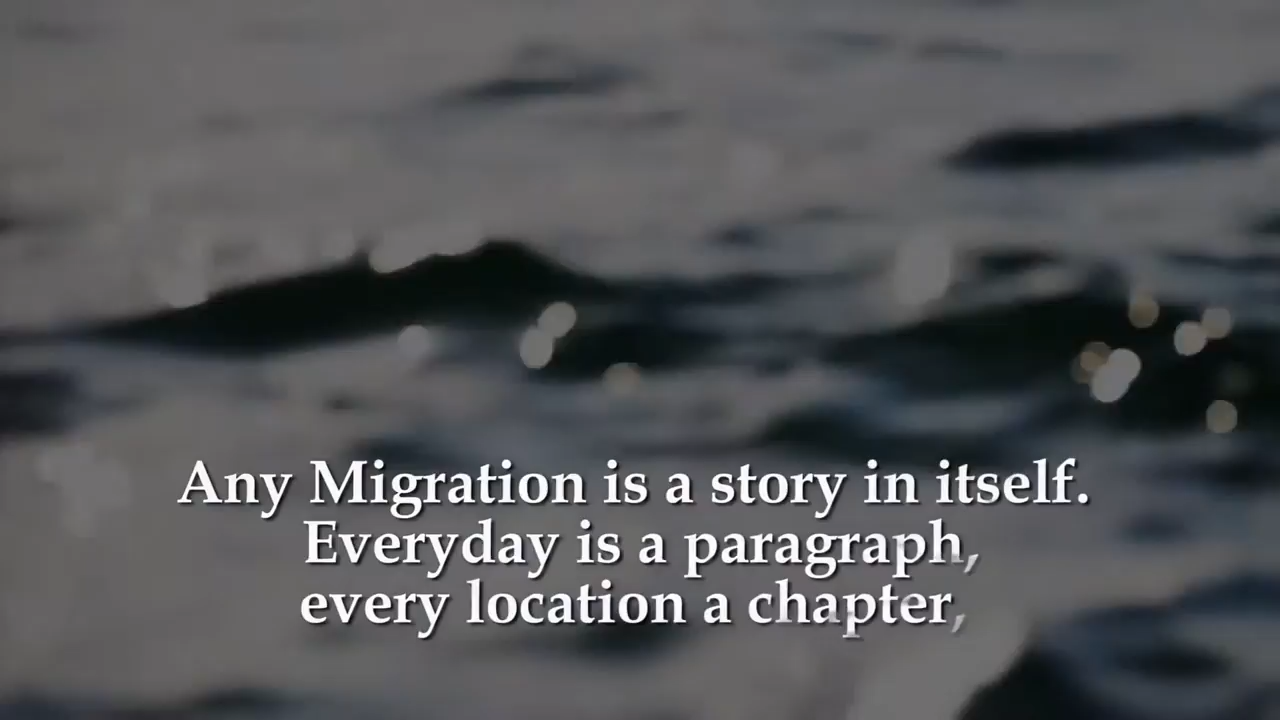 Any Migration is a story in itself.
Everyday is a paragraph,
every location a chapter,